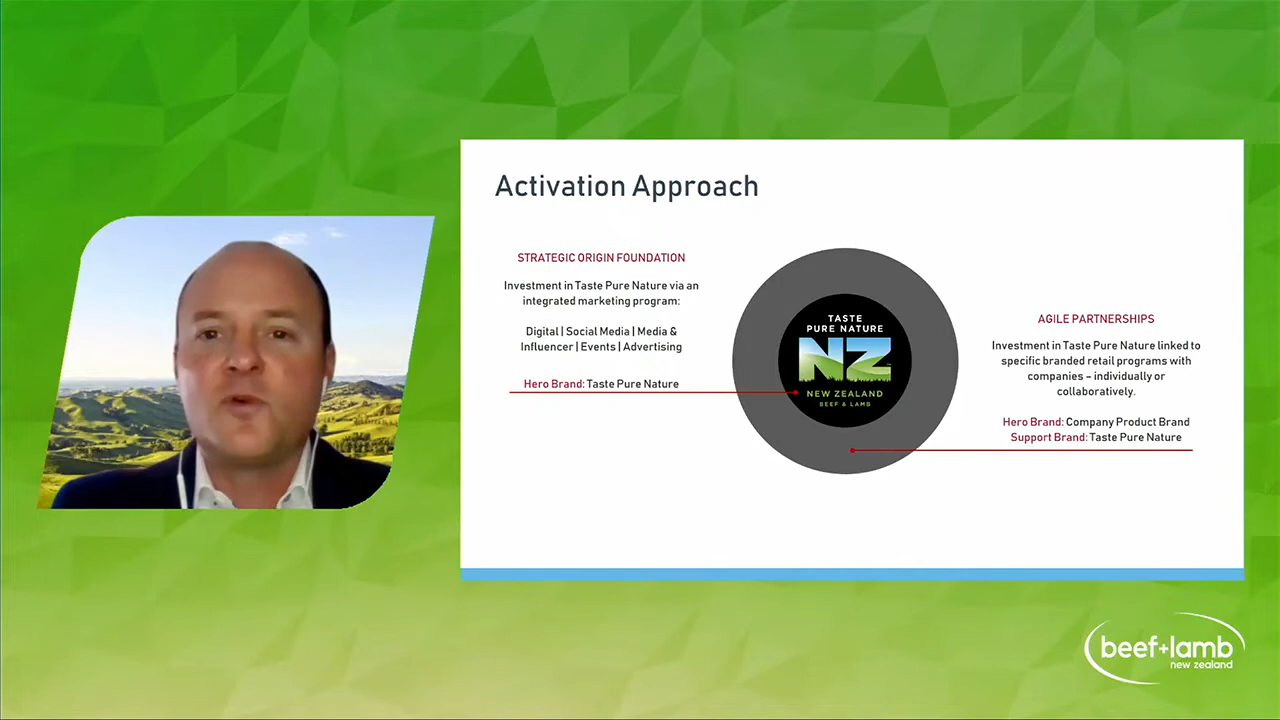 Activation Approach
STRATEGIC ORIGIN FOUNDATION
Investment in Taste Pure Nature via an
integrated marketing program:
Digital | Social Media | Media &
Influencer | Events | Advertising
Hero Brand: Taste Pure Nature
TASTE
PURE NATURE
NZ
NEW ZEALAND
BEEF & LAMB
AGILE PARTNERSHIPS
Investment in Taste Pure Nature linked to
specific branded retail programs with
companies – individually or
collaboratively.
Hero Brand: Company Product Brand
Support Brand: Taste Pure Nature
beef+lamb
new zealand